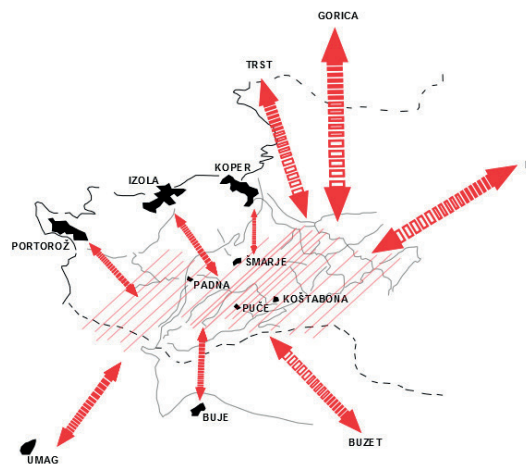 GORICA
TRST
KOPER
IZOLA
PORTOROŽ
ŠMARJE
PADNA
KOŠTABONA
PUČE
BUJE
BUZET
UMAG